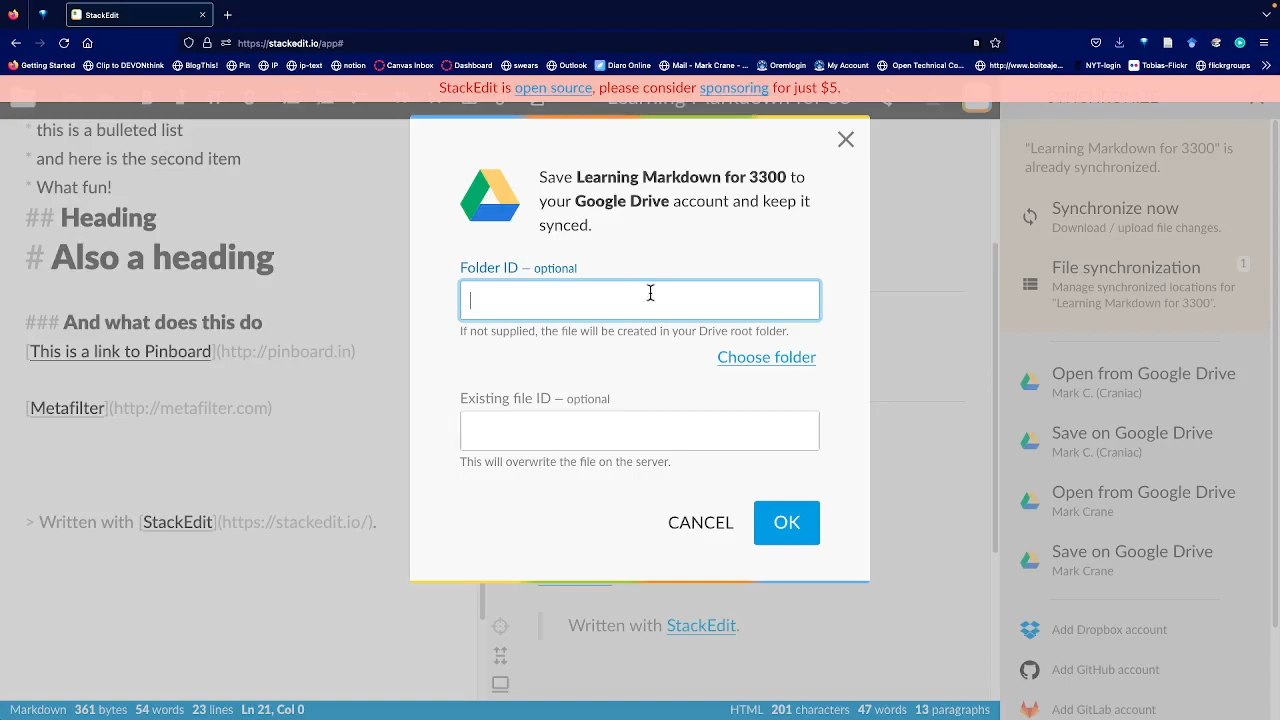 StackEdit
https://stackedit.io/app#
Getting Started
Clip to DEVONthink
BlogThis!
Pin
IP
ip-text
notion
Canvas Inbox
Dashboard
swears
Outlook
Diaro Online
Mail - Mark Crane -...
Oremlogin
Academy
Open Technical Co...
NYT-login
Tobias-Flickr
flickrgroups
StackEdit is open source, please consider sponsoring for just $5.
* this is a bulleted list
* and here is the second item
* What fun!
## Heading
# Also a heading
### And what does this do
[This is a link to Pinboard](http://pinboard.in)
[Metafilter](http://metafilter.com)
> Written with [StackEdit](https://stackedit.io/).
Save Learning Markdown for 3300 to
your Google Drive account and keep it
synced.
Folder ID — optional
If not supplied, the file will be created in your Drive root folder.
Choose folder
Existing file ID — optional
This will overwrite the file on the server.
CANCEL
OK
Written with StackEdit.
"Learning Markdown for 3300" is
already synchronized.
Synchronize now
Download / upload file changes.
File synchronization
1
Manage synchronized locations for
"Learning Markdown for 3300".
Open from Google Drive
Mark C. (Craniac)
Save on Google Drive
Mark C. (Craniac)
Open from Google Drive
Mark Crane
Save on Google Drive
Mark Crane
Add Dropbox account
Add GitHub account
Add GitLab account
Markdown 361 bytes 54 words 23 lines Ln 21, Col 0
HTML 201 characters 47 words 13 paragraphs